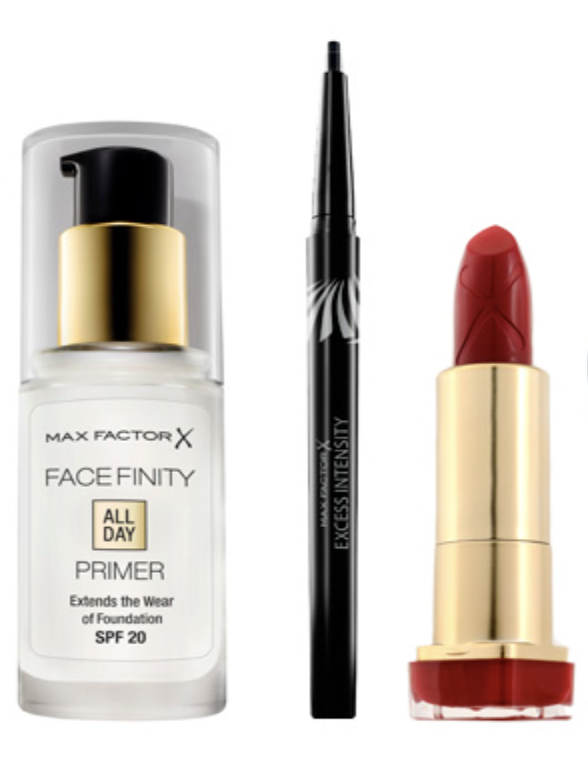 MAX FACTOR X
FACEFINITY
ALL
DAY
PRIMER
Extends the Wear
of Foundation
SPF 20
MAX FACTOR X
EXCESS INTENSITY